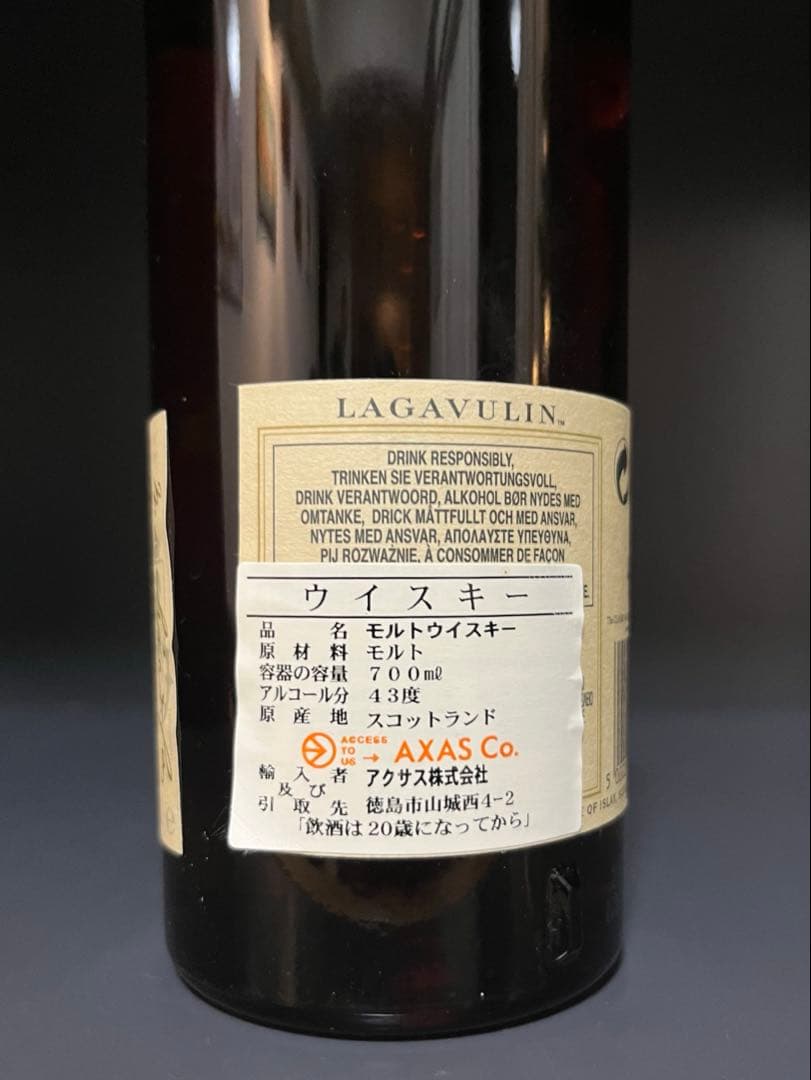 LAGAVULIN™
DRINK RESPONSIBLY,
TRINKEN SIE VERANTWORTUNGSVOLL,
DRINK VERANTWOORD, ALKOHOL BØR NYDES MED
OMTANKE, DRICK MÅTTFULLT OCH MED ANSVAR,
NYTES MED ANSVAR, ΑΠΟΛΑΥΣΤΕ ΥΠΕΥΘΥΝΑ,
PIJ ROZWAŻNIE, À CONSOMMER DE FAÇON
ウイスキー
品名 モルトウイスキー
原材料 モルト
容器の容量 700㎖
アルコール分 43度
原産地 スコットランド
ACCESS TO US → AXAS Co.
輸入者 アクサス株式会社
及び
引取先 徳島市山城西4-2
「飲酒は20歳になってから」
OF ISLAY,
5
e